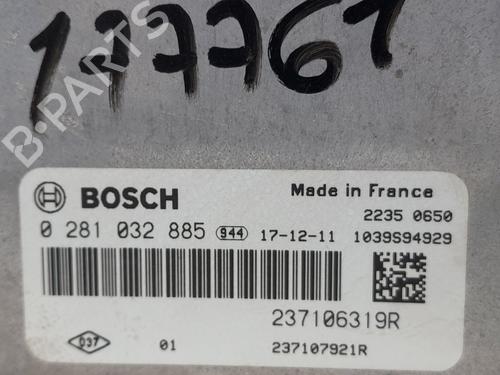 177761
B-PARTS
BOSCH
Made in France
2235 0650
0 281 032 885 944 17-12-11 1039S94929
237106319R
D37 01 237107921R